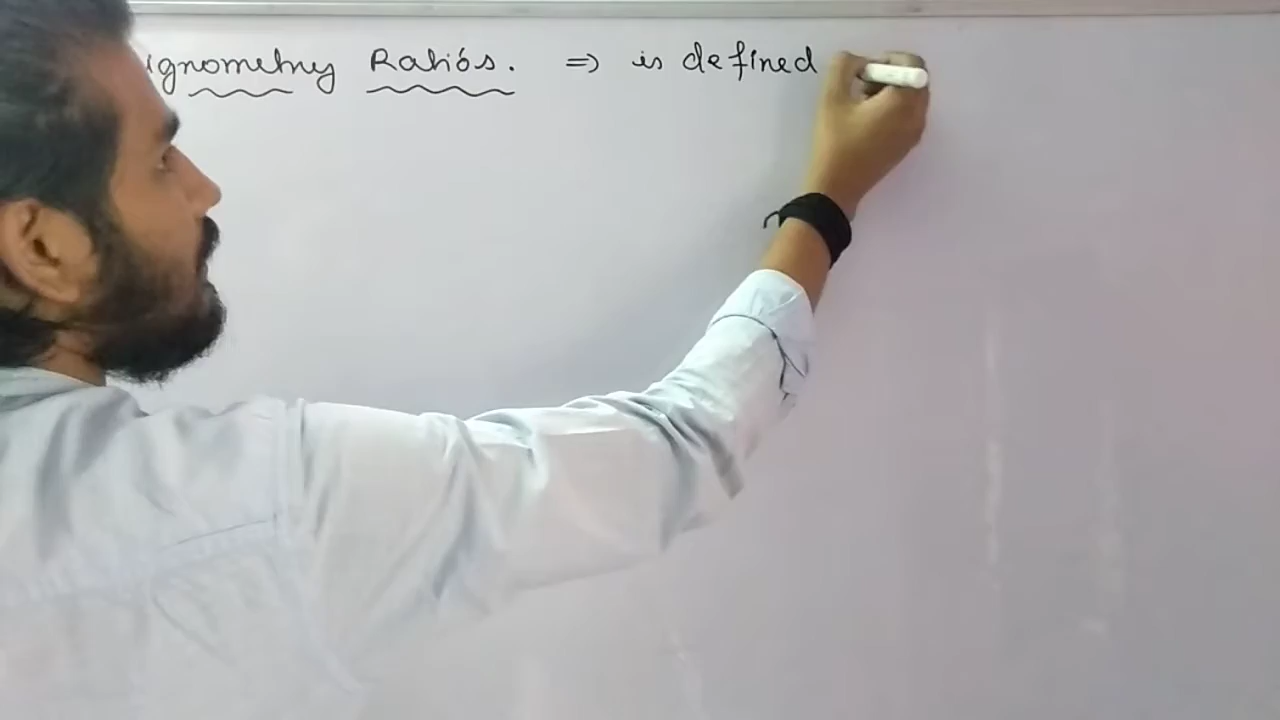 ignometry Ratios. => is defined